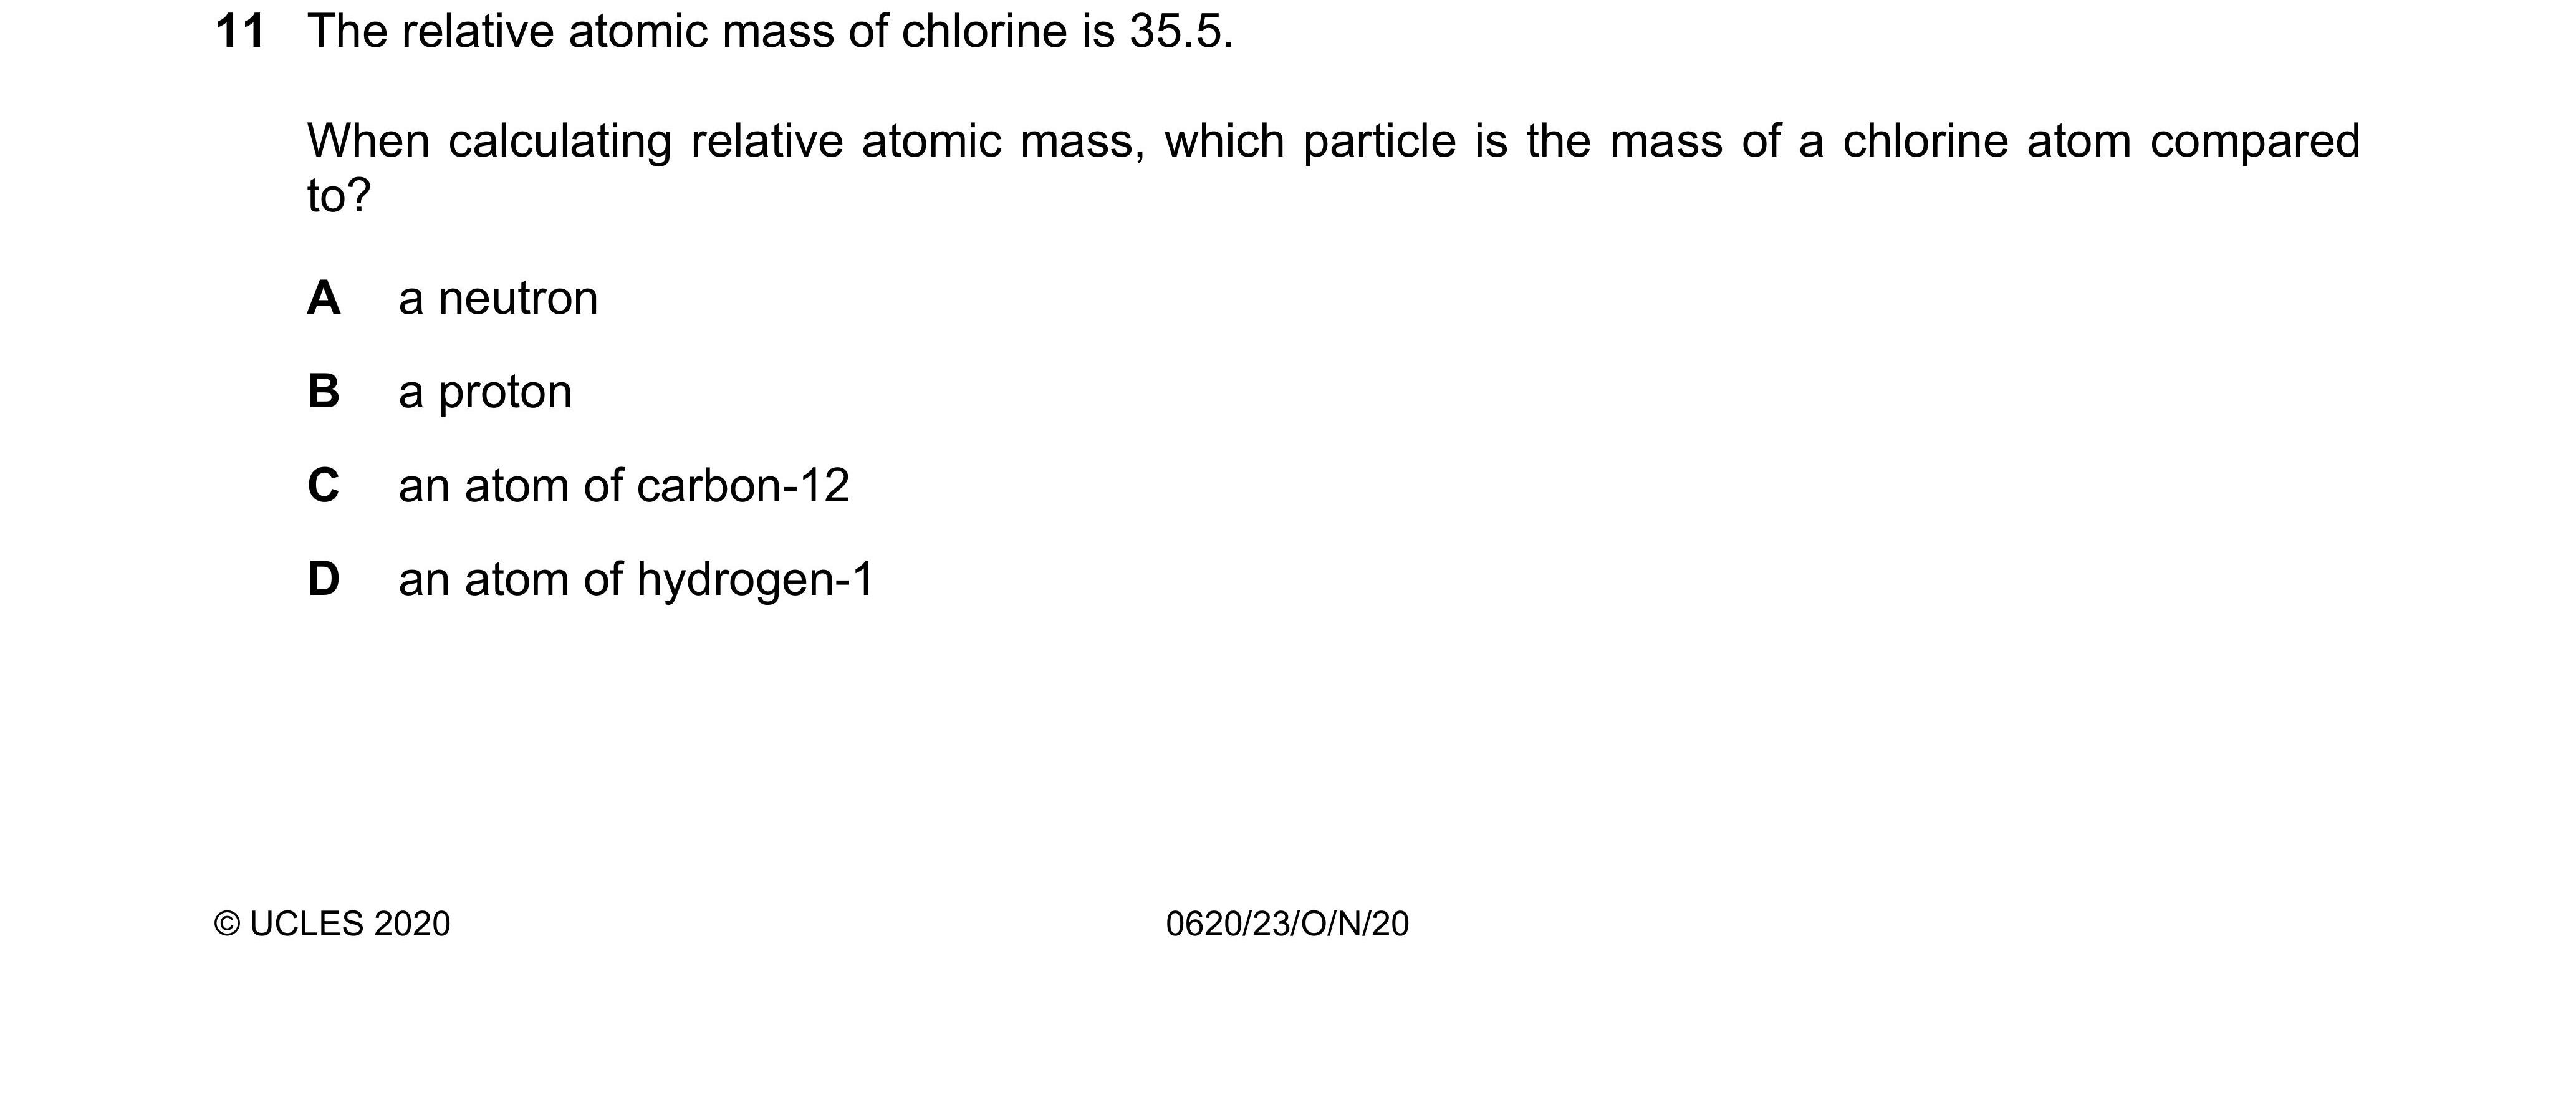 11 The relative atomic mass of chlorine is 35.5.
When calculating relative atomic mass, which particle is the mass of a chlorine atom compared
to?
A a neutron
B a proton
C an atom of carbon-12
D an atom of hydrogen-1
© UCLES 2020 0620/23/O/N/20